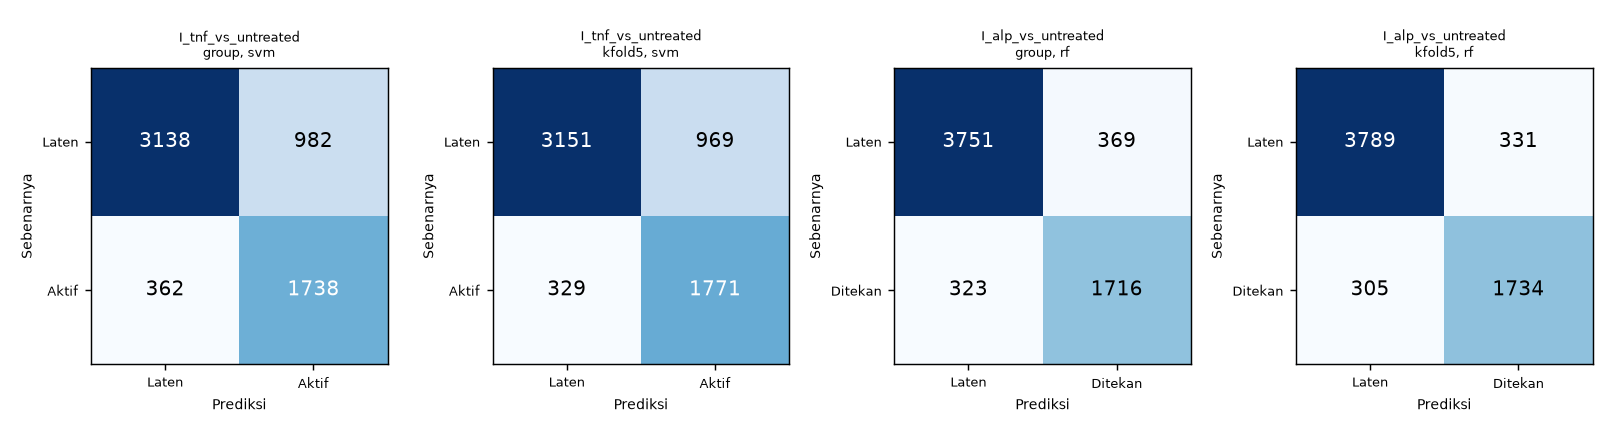 I_tnf_vs_untreated
group, svm
Sebenarnya
Laten
3138
982
Aktif
362
1738
Laten
Aktif
Prediksi
I_tnf_vs_untreated
kfold5, svm
Sebenarnya
Laten
3151
969
Aktif
329
1771
Laten
Aktif
Prediksi
I_alp_vs_untreated
group, rf
Sebenarnya
Laten
3751
369
Ditekan
323
1716
Laten
Ditekan
Prediksi
I_alp_vs_untreated
kfold5, rf
Sebenarnya
Laten
3789
331
Ditekan
305
1734
Laten
Ditekan
Prediksi